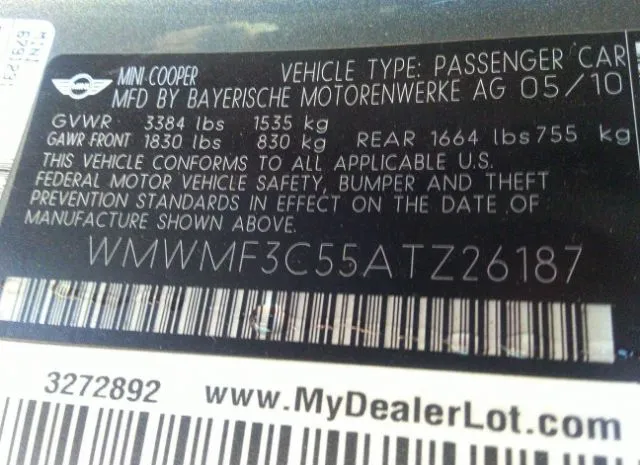 MINI COOPER VEHICLE TYPE: PASSENGER CAR
MFD BY BAYERISCHE MOTORENWERKE AG 05/10
GVWR 3384 lbs 1535 kg
GAWR FRONT 1830 lbs 830 kg REAR 1664 lbs 755 kg
THIS VEHICLE CONFORMS TO ALL APPLICABLE U.S.
FEDERAL MOTOR VEHICLE SAFETY, BUMPER AND THEFT
PREVENTION STANDARDS IN EFFECT ON THE DATE OF
MANUFACTURE SHOWN ABOVE.
WMWMF3C55ATZ26187
3272892 www.MyDealerLot.com